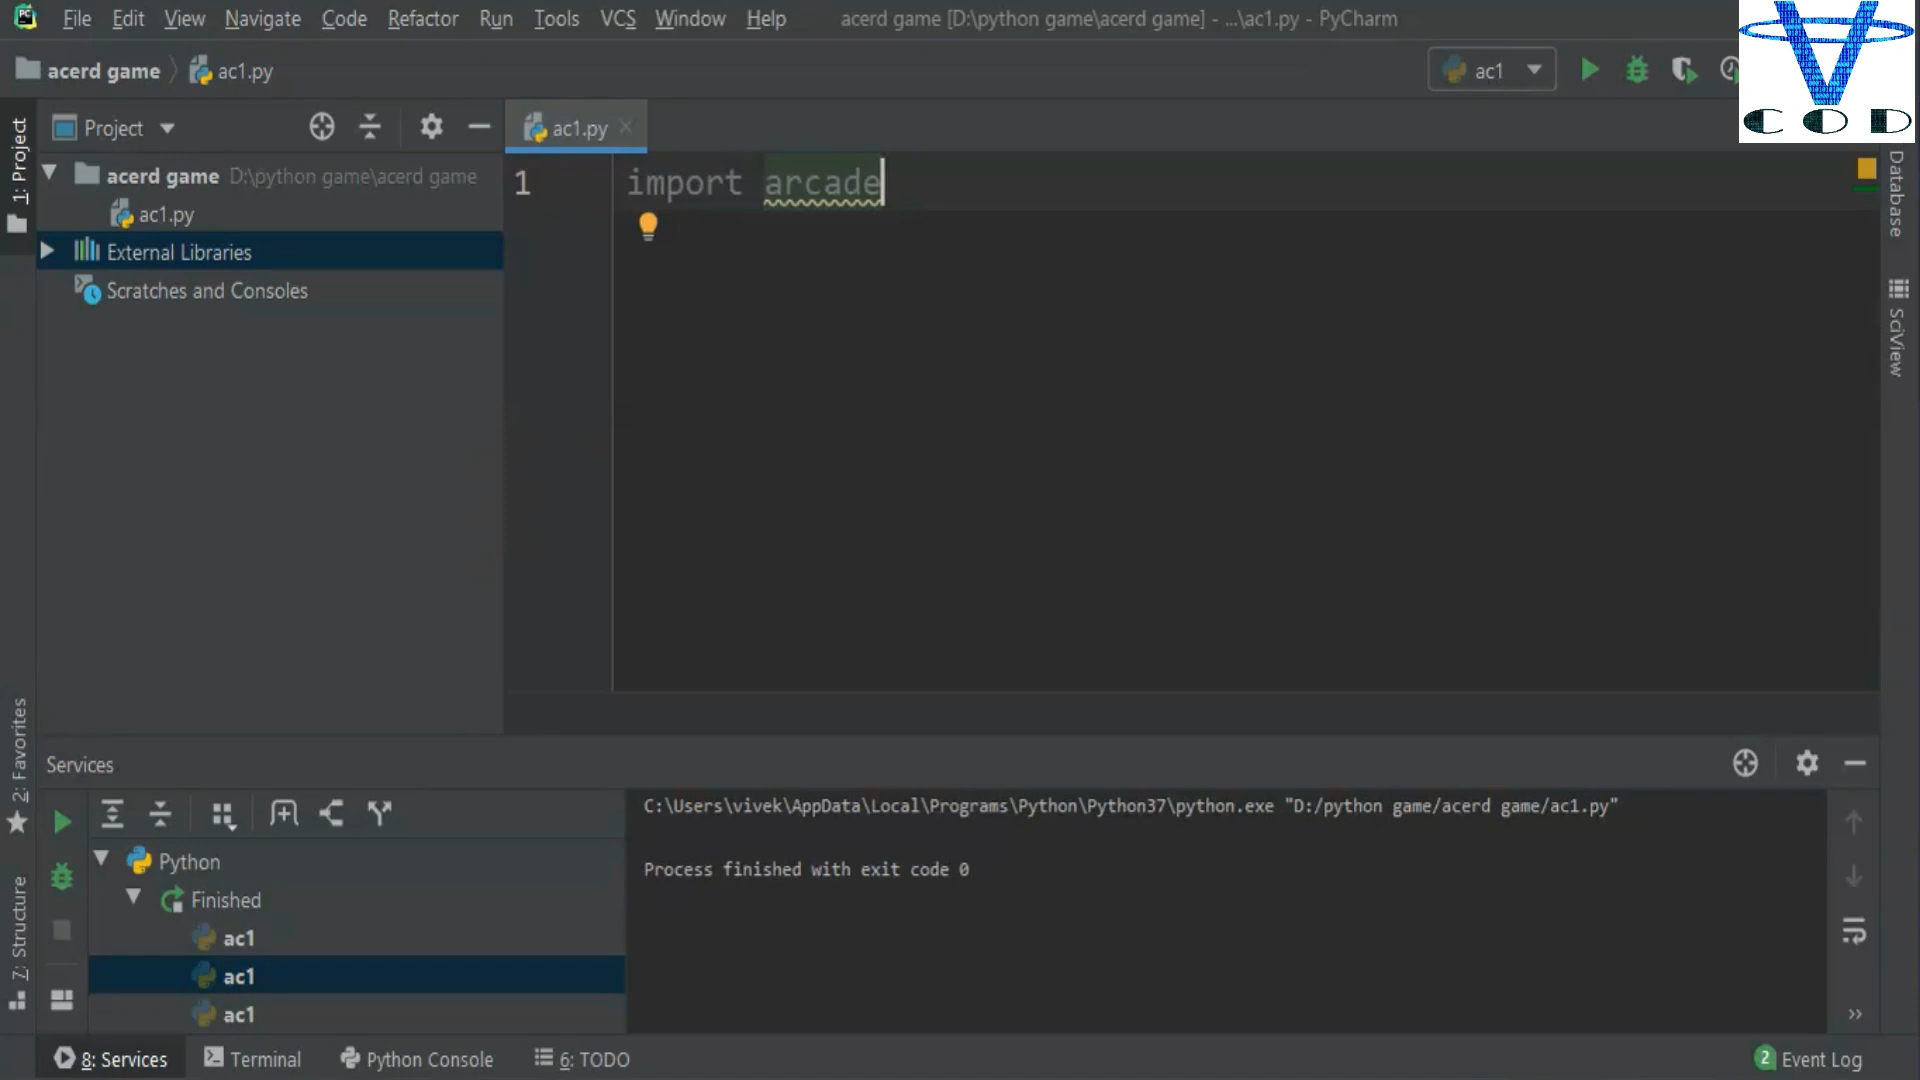 File Edit View Navigate Code Refactor Run Tools VCS Window Help acerd game [D:\python game\acerd game] - ...\ac1.py - PyCharm
acerd game ac1.py
ac1
COD
1: Project
Project
ac1.py
acerd game D:\python game\acerd game
ac1.py
External Libraries
Scratches and Consoles
1 import arcade
Database
SciView
2: Favorites
7: Structure
Services
Python
Finished
ac1
ac1
ac1
C:\Users\vivek\AppData\Local\Programs\Python\Python37\python.exe "D:/python game/acerd game/ac1.py"
Process finished with exit code 0
8: Services Terminal Python Console 6: TODO
2 Event Log